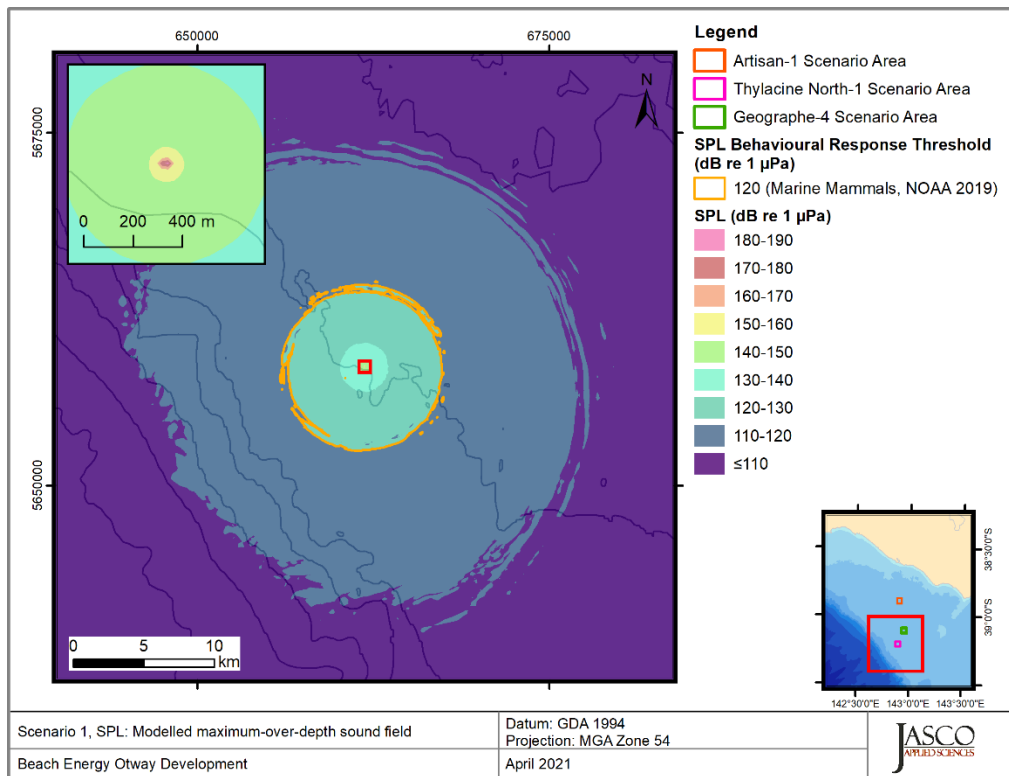 650000
675000
5675000
5650000
N
0 200 400 m
0 5 10
km
Legend
Artisan-1 Scenario Area
Thylacine North-1 Scenario Area
Geographe-4 Scenario Area
SPL Behavioural Response Threshold
(dB re 1 µPa)
120 (Marine Mammals, NOAA 2019)
SPL (dB re 1 µPa)
180-190
170-180
160-170
150-160
140-150
130-140
120-130
110-120
≤110
38°30'0"S
39°0'0"S
142°30'0"E 143°0'0"E 143°30'0"E
Scenario 1, SPL: Modelled maximum-over-depth sound field
Datum: GDA 1994
Projection: MGA Zone 54
Beach Energy Otway Development
April 2021
JASCO
APPLIED SCIENCES